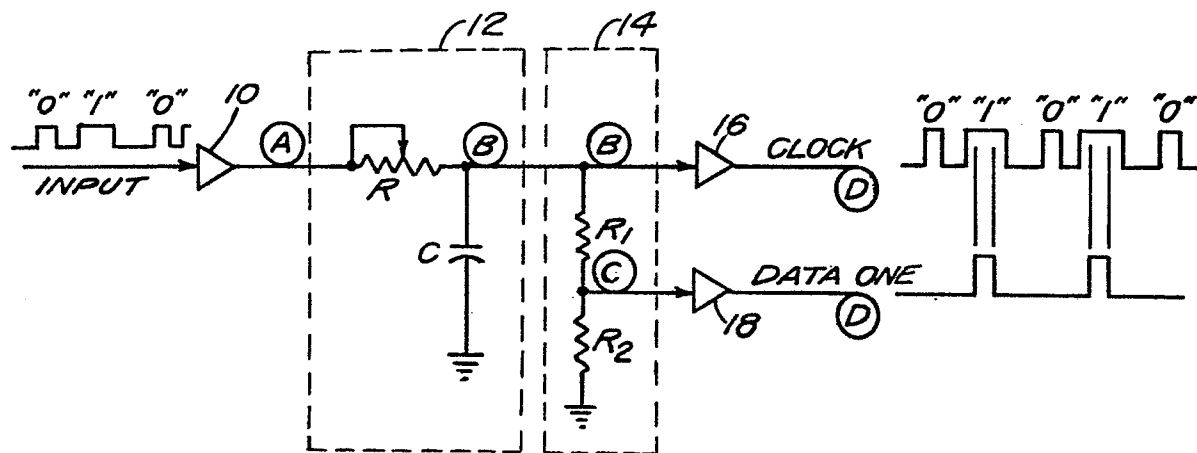 12
14
"0" "1" "0"
10
A
B
B
16
CLOCK
D
"0" "1" "0" "1" "0"
INPUT
R
R1
C
C
DATA ONE
D
18
R2